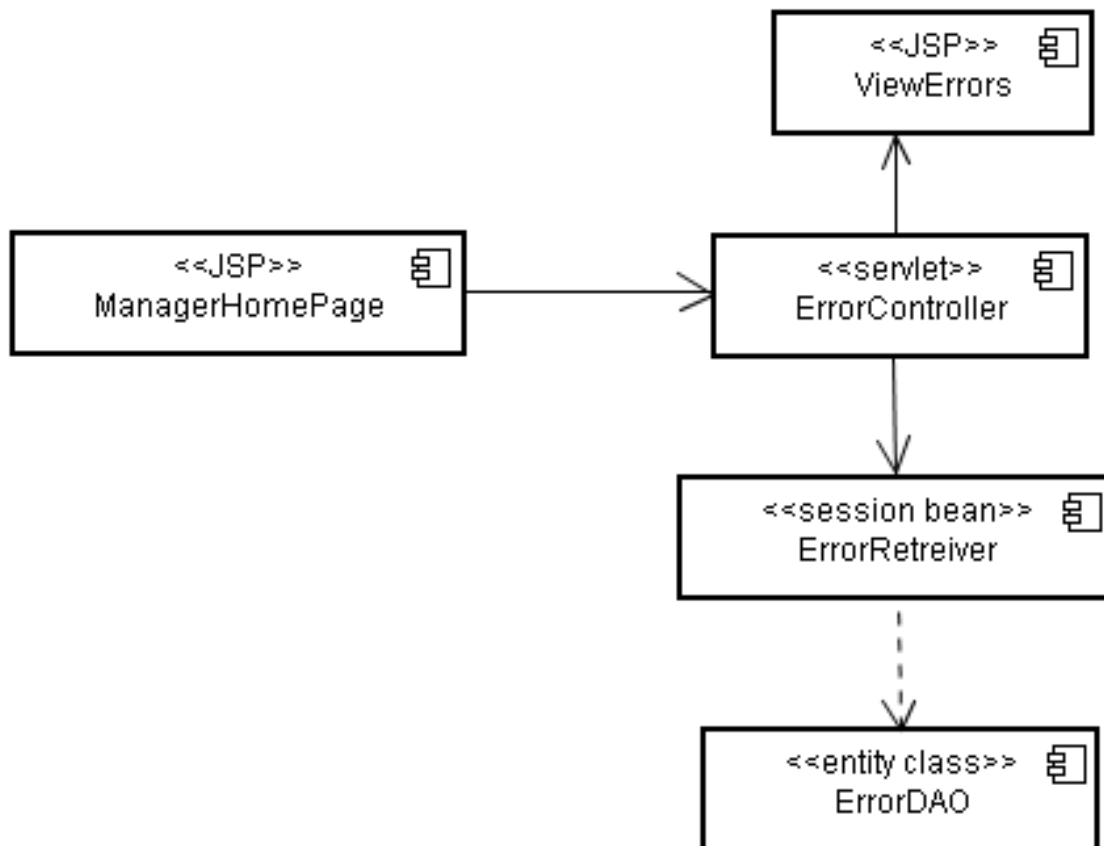 <<JSP>>
ViewErrors
<<JSP>>
ManagerHomePage
<<servlet>>
ErrorController
<<session bean>>
ErrorRetreiver
<<entity class>>
ErrorDAO